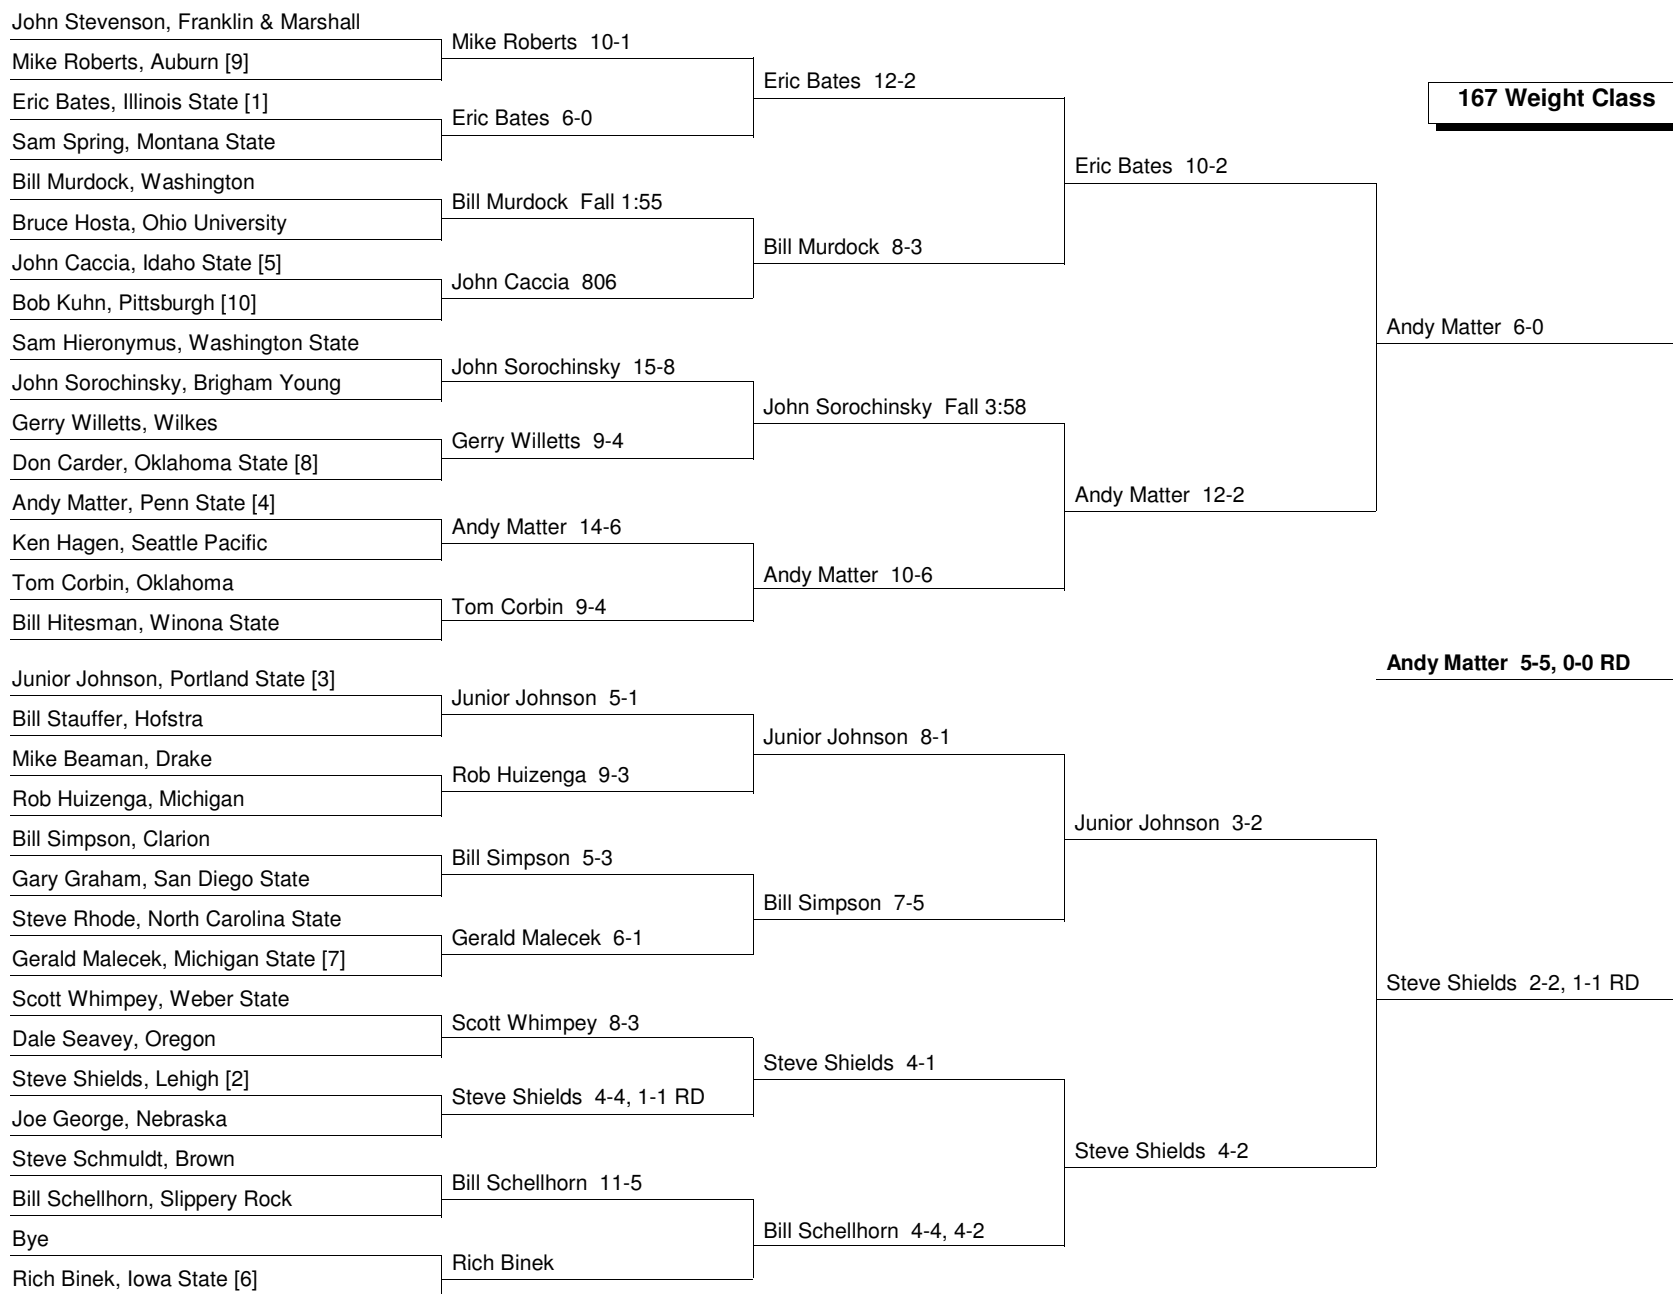 John Stevenson, Franklin & Marshall
Mike Roberts, Auburn [9]
Eric Bates, Illinois State [1]
Sam Spring, Montana State
Bill Murdock, Washington
Bruce Hosta, Ohio University
John Caccia, Idaho State [5]
Bob Kuhn, Pittsburgh [10]
Sam Hieronymus, Washington State
John Sorochinsky, Brigham Young
Gerry Willetts, Wilkes
Don Carder, Oklahoma State [8]
Andy Matter, Penn State [4]
Ken Hagen, Seattle Pacific
Tom Corbin, Oklahoma
Bill Hitesman, Winona State
Junior Johnson, Portland State [3]
Bill Stauffer, Hofstra
Mike Beaman, Drake
Rob Huizenga, Michigan
Bill Simpson, Clarion
Gary Graham, San Diego State
Steve Rhode, North Carolina State
Gerald Malecek, Michigan State [7]
Scott Whimpey, Weber State
Dale Seavey, Oregon
Steve Shields, Lehigh [2]
Joe George, Nebraska
Steve Schmuldt, Brown
Bill Schellhorn, Slippery Rock
Bye
Rich Binek, Iowa State [6]
Mike Roberts 10-1
Eric Bates 6-0
Bill Murdock Fall 1:55
John Caccia 806
John Sorochinsky 15-8
Gerry Willetts 9-4
Andy Matter 14-6
Tom Corbin 9-4
Junior Johnson 5-1
Rob Huizenga 9-3
Bill Simpson 5-3
Gerald Malecek 6-1
Scott Whimpey 8-3
Steve Shields 4-4, 1-1 RD
Bill Schellhorn 11-5
Rich Binek
Eric Bates 12-2
Bill Murdock 8-3
John Sorochinsky Fall 3:58
Andy Matter 10-6
Junior Johnson 8-1
Bill Simpson 7-5
Steve Shields 4-1
Bill Schellhorn 4-4, 4-2
Eric Bates 10-2
Andy Matter 12-2
Junior Johnson 3-2
Steve Shields 4-2
167 Weight Class
Andy Matter 6-0
Andy Matter 5-5, 0-0 RD
Steve Shields 2-2, 1-1 RD